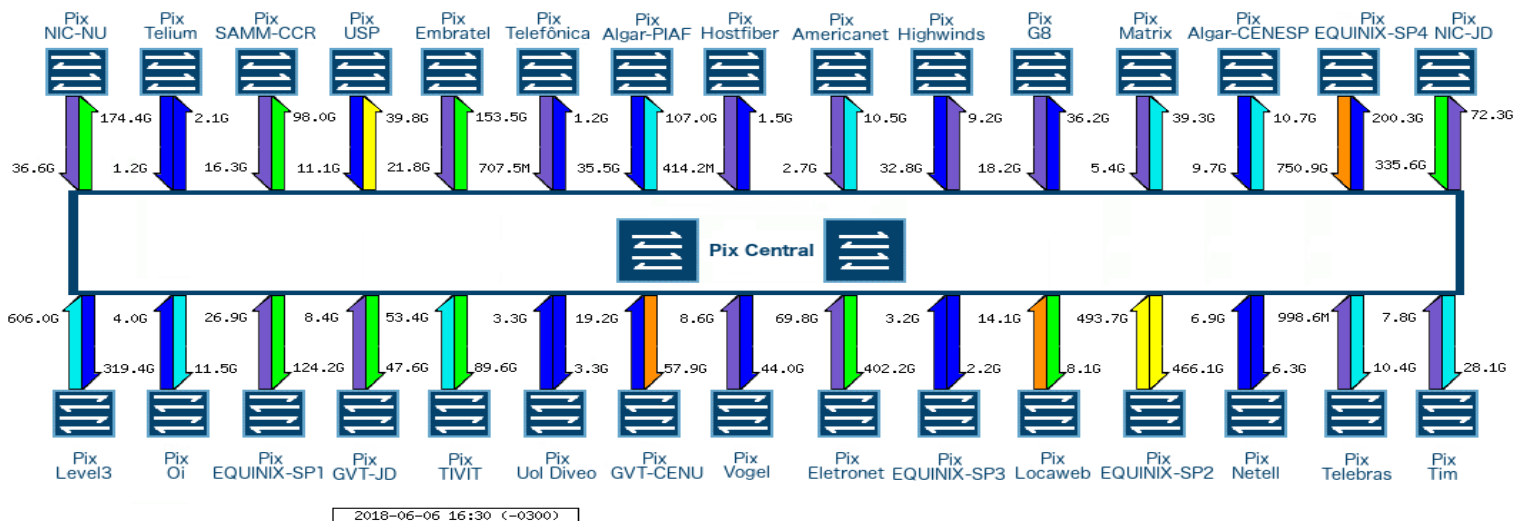 Pix Pix Pix Pix Pix Pix Pix Pix Pix Pix Pix Pix Pix Pix Pix
NIC-NU Telium SAMM-CCR USP Embratel Telefônica Algar-PIAF Hostfiber Americanet Highwinds G8 Matrix Algar-CENESP EQUINIX-SP4 NIC-JD
174.4G 2.1G 98.0G 39.8G 153.5G 1.2G 107.0G 1.5G 10.5G 9.2G 36.2G 39.3G 10.7G 200.3G 72.3G
36.6G 1.2G 16.3G 11.1G 21.8G 707.5M 35.5G 414.2M 2.7G 32.8G 18.2G 5.4G 9.7G 750.9G 335.6G
Pix Central
606.0G 4.0G 26.9G 8.4G 53.4G 3.3G 19.2G 8.6G 69.8G 3.2G 14.1G 493.7G 6.9G 998.6M 7.8G
319.4G 11.5G 124.2G 47.6G 89.6G 3.3G 57.9G 44.0G 402.2G 2.2G 8.1G 466.1G 6.3G 10.4G 28.1G
Pix Pix Pix Pix Pix Pix Pix Pix Pix Pix Pix Pix Pix Pix Pix
Level3 Oi EQUINIX-SP1 GVT-JD TIVIT Uol Diveo GVT-CENU Vogel Eletronet EQUINIX-SP3 Locaweb EQUINIX-SP2 Netell Telebras Tim
2018-06-06 16:30 (-0300)